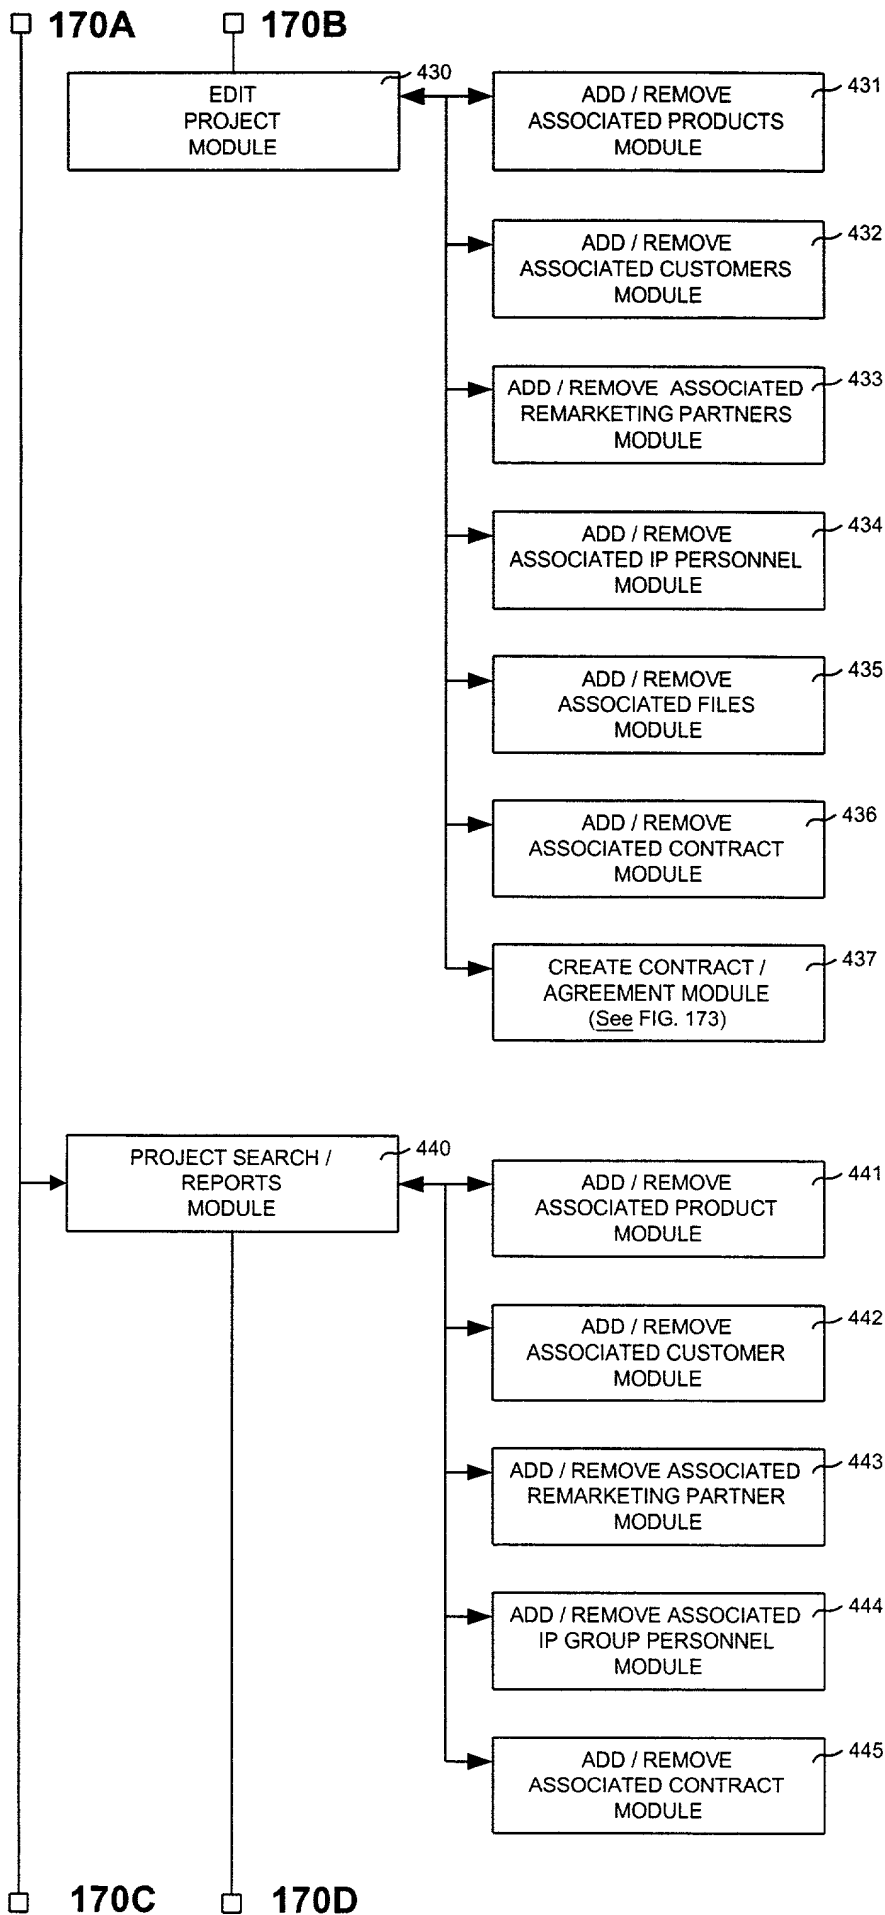 170A
170B
430
EDIT
PROJECT
MODULE
431
ADD / REMOVE
ASSOCIATED PRODUCTS
MODULE
432
ADD / REMOVE
ASSOCIATED CUSTOMERS
MODULE
433
ADD / REMOVE ASSOCIATED
REMARKETING PARTNERS
MODULE
434
ADD / REMOVE
ASSOCIATED IP PERSONNEL
MODULE
435
ADD / REMOVE
ASSOCIATED FILES
MODULE
436
ADD / REMOVE
ASSOCIATED CONTRACT
MODULE
437
CREATE CONTRACT /
AGREEMENT MODULE
(See FIG. 173)
440
PROJECT SEARCH /
REPORTS
MODULE
441
ADD / REMOVE
ASSOCIATED PRODUCT
MODULE
442
ADD / REMOVE
ASSOCIATED CUSTOMER
MODULE
443
ADD / REMOVE ASSOCIATED
REMARKETING PARTNER
MODULE
444
ADD / REMOVE ASSOCIATED
IP GROUP PERSONNEL
MODULE
445
ADD / REMOVE
ASSOCIATED CONTRACT
MODULE
170C
170D